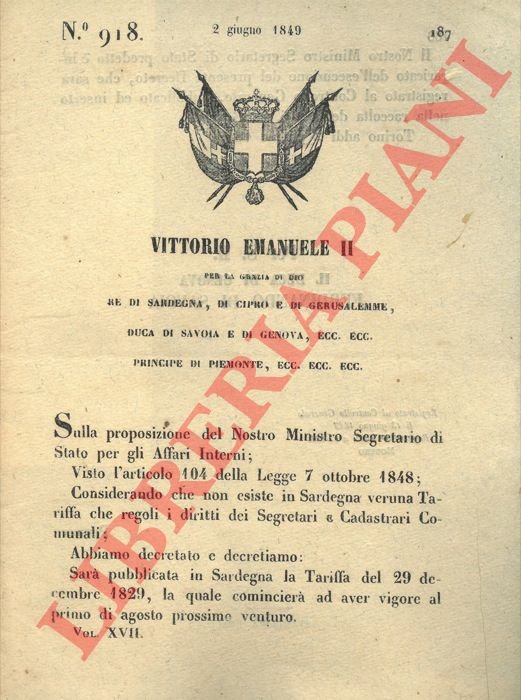 N.º 918.
2 giugno 1849
187
VITTORIO EMANUELE II
PER LA GRAZIA DI DIO
RE DI SARDEGNA, DI CIPRO E DI GERUSALEMME,
DUCA DI SAVOIA E DI GENOVA, ECC. ECC.
PRINCIPE DI PIEMONTE, ECC. ECC. ECC.
Sulla proposizione del Nostro Ministro Segretario di
Stato per gli Affari Interni;
Visto l'articolo 104 della Legge 7 ottobre 1848;
Considerando che non esiste in Sardegna veruna Ta-
riffa che regoli i diritti dei Segretari e Cadastrari Co-
munali;
Abbiamo decretato e decretiamo:
Sarà pubblicata in Sardegna la Tariffa del 29 de-
cembre 1829, la quale comincierà ad aver vigore al
primo di agosto prossimo venturo.
VOL. XVII.
LIBRERIA PIANI